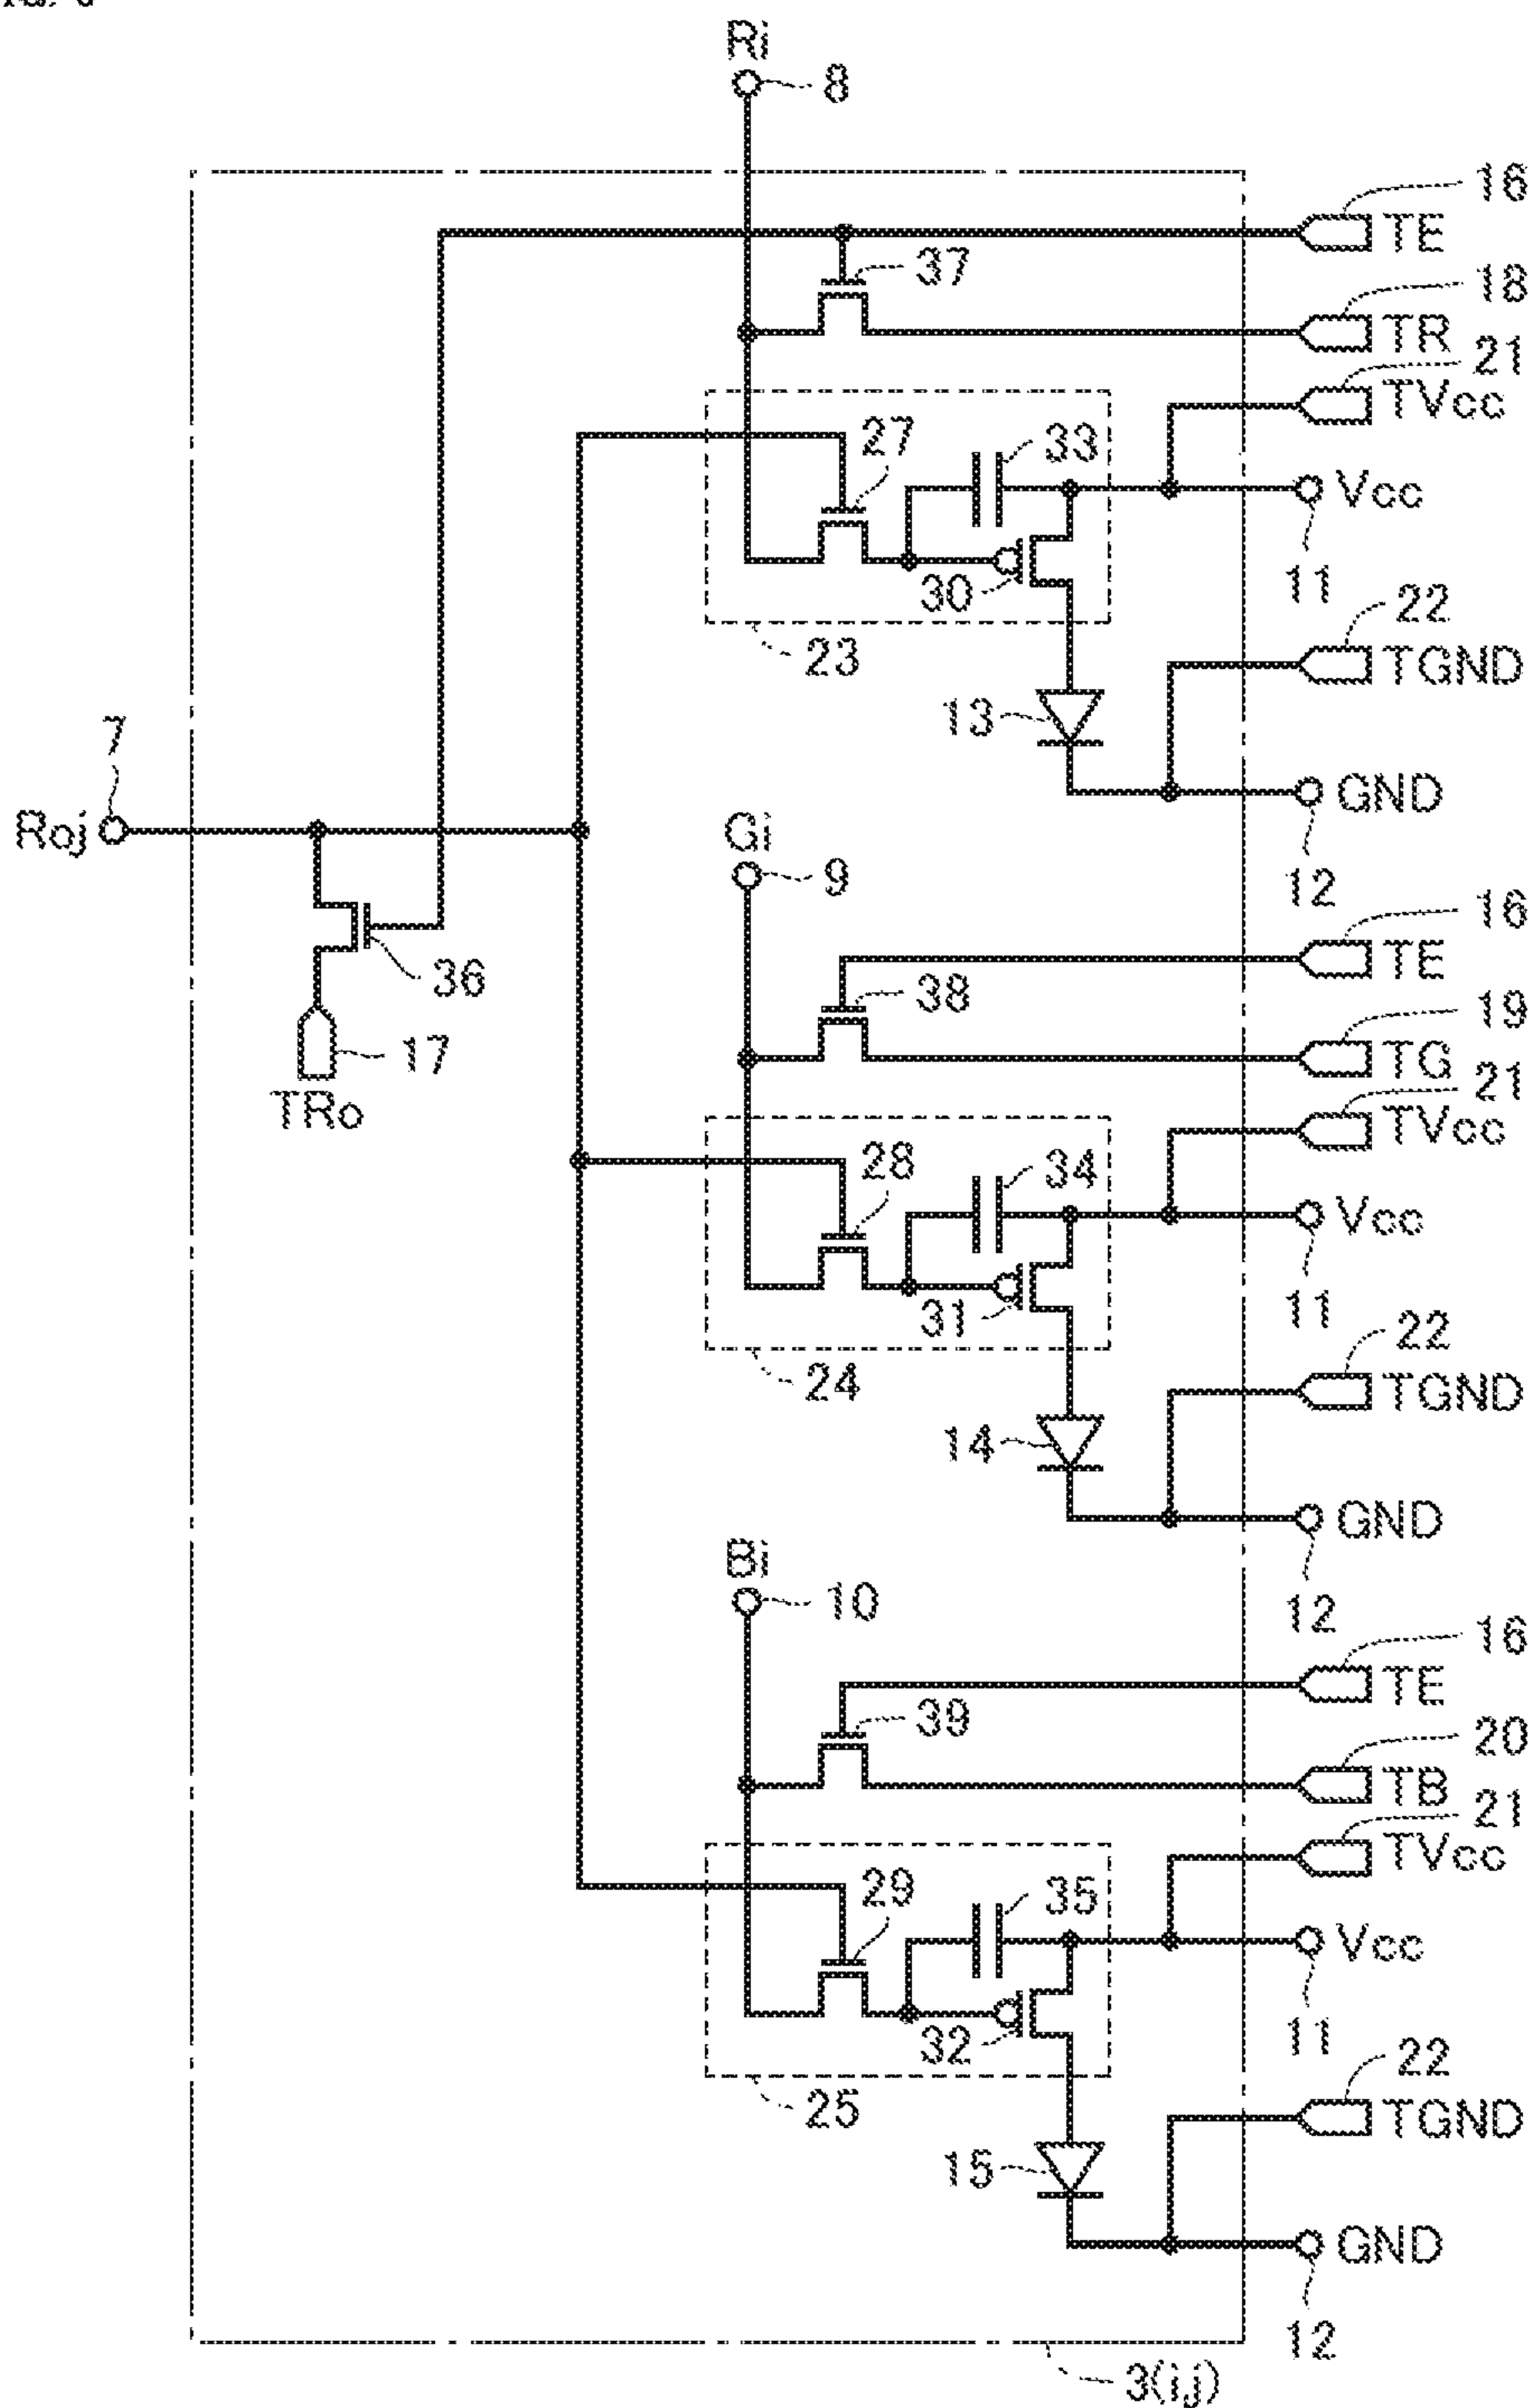 Ri
8
16
TE
37
18
TR
21
TVcc
27
33
Vcc
30
11
22
23
TGND
13
7
Roj
GND
Gi
9
12
16
TE
36
38
19
17
TG
21
TRo
TVcc
28
34
Vcc
31
11
22
24
TGND
14
GND
Bi
10
12
16
TE
39
20
TB
21
TVcc
29
35
Vcc
32
11
22
25
TGND
15
GND
12
3(i,j)